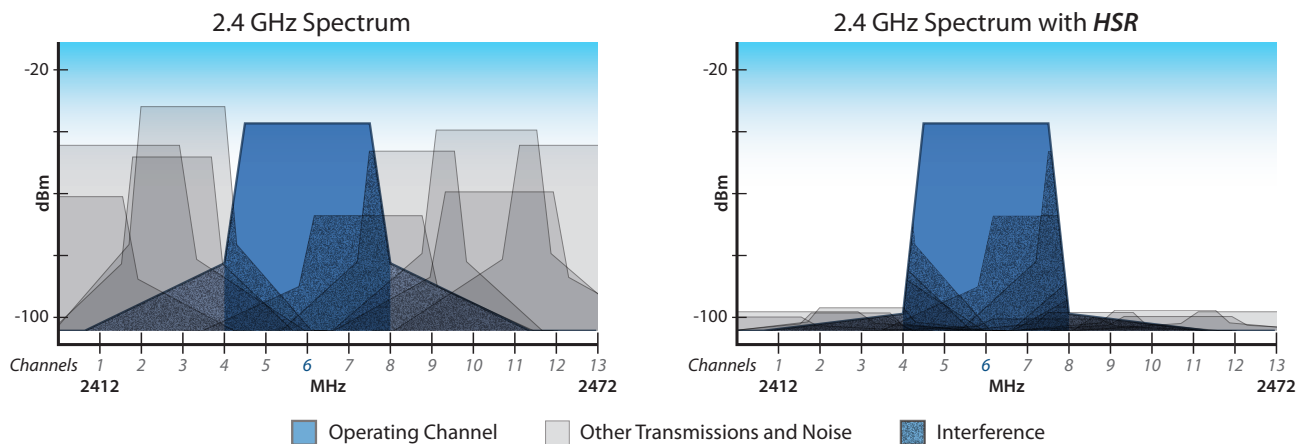 2.4 GHz Spectrum
-20
dBm
-100
Channels 1 2 3 4 5 6 7 8 9 10 11 12 13
2412 MHz 2472
2.4 GHz Spectrum with HSR
-20
dBm
-100
Channels 1 2 3 4 5 6 7 8 9 10 11 12 13
2412 MHz 2472
Operating Channel Other Transmissions and Noise Interference